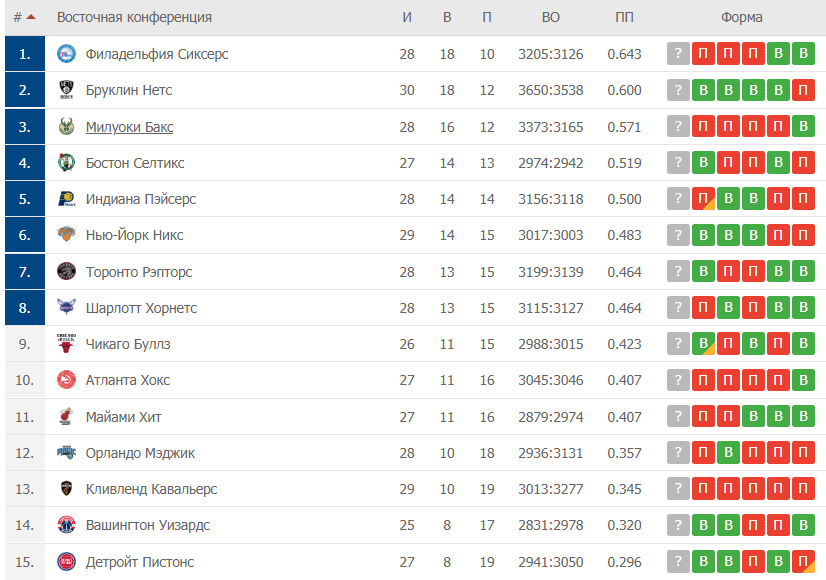 # Восточная конференция И В П ВО ПП Форма
1. Филадельфия Сиксерс 28 18 10 3205:3126 0.643 ? П П П В В
2. Бруклин Нетс 30 18 12 3650:3538 0.600 ? В В В В П
3. Милуоки Бакс 28 16 12 3373:3165 0.571 ? П П П П В
4. Бостон Селтикс 27 14 13 2974:2942 0.519 ? В П П В П
5. Индиана Пэйсерс 28 14 14 3156:3118 0.500 ? П В В П П
6. Нью-Йорк Никс 29 14 15 3017:3003 0.483 ? В В В П П
7. Торонто Рэпторс 28 13 15 3199:3139 0.464 ? В П П В В
8. Шарлотт Хорнетс 28 13 15 3115:3127 0.464 ? П В П В В
9. Чикаго Буллз 26 11 15 2988:3015 0.423 ? В П В П В
10. Атланта Хокс 27 11 16 3045:3046 0.407 ? П П П П В
11. Майами Хит 27 11 16 2879:2974 0.407 ? П П В В В
12. Орландо Мэджик 28 10 18 2936:3131 0.357 ? П В П П П
13. Кливленд Кавальерс 29 10 19 3013:3277 0.345 ? П П П П П
14. Вашингтон Уизардс 25 8 17 2831:2978 0.320 ? В В П П В
15. Детройт Пистонс 27 8 19 2941:3050 0.296 ? В В П В П